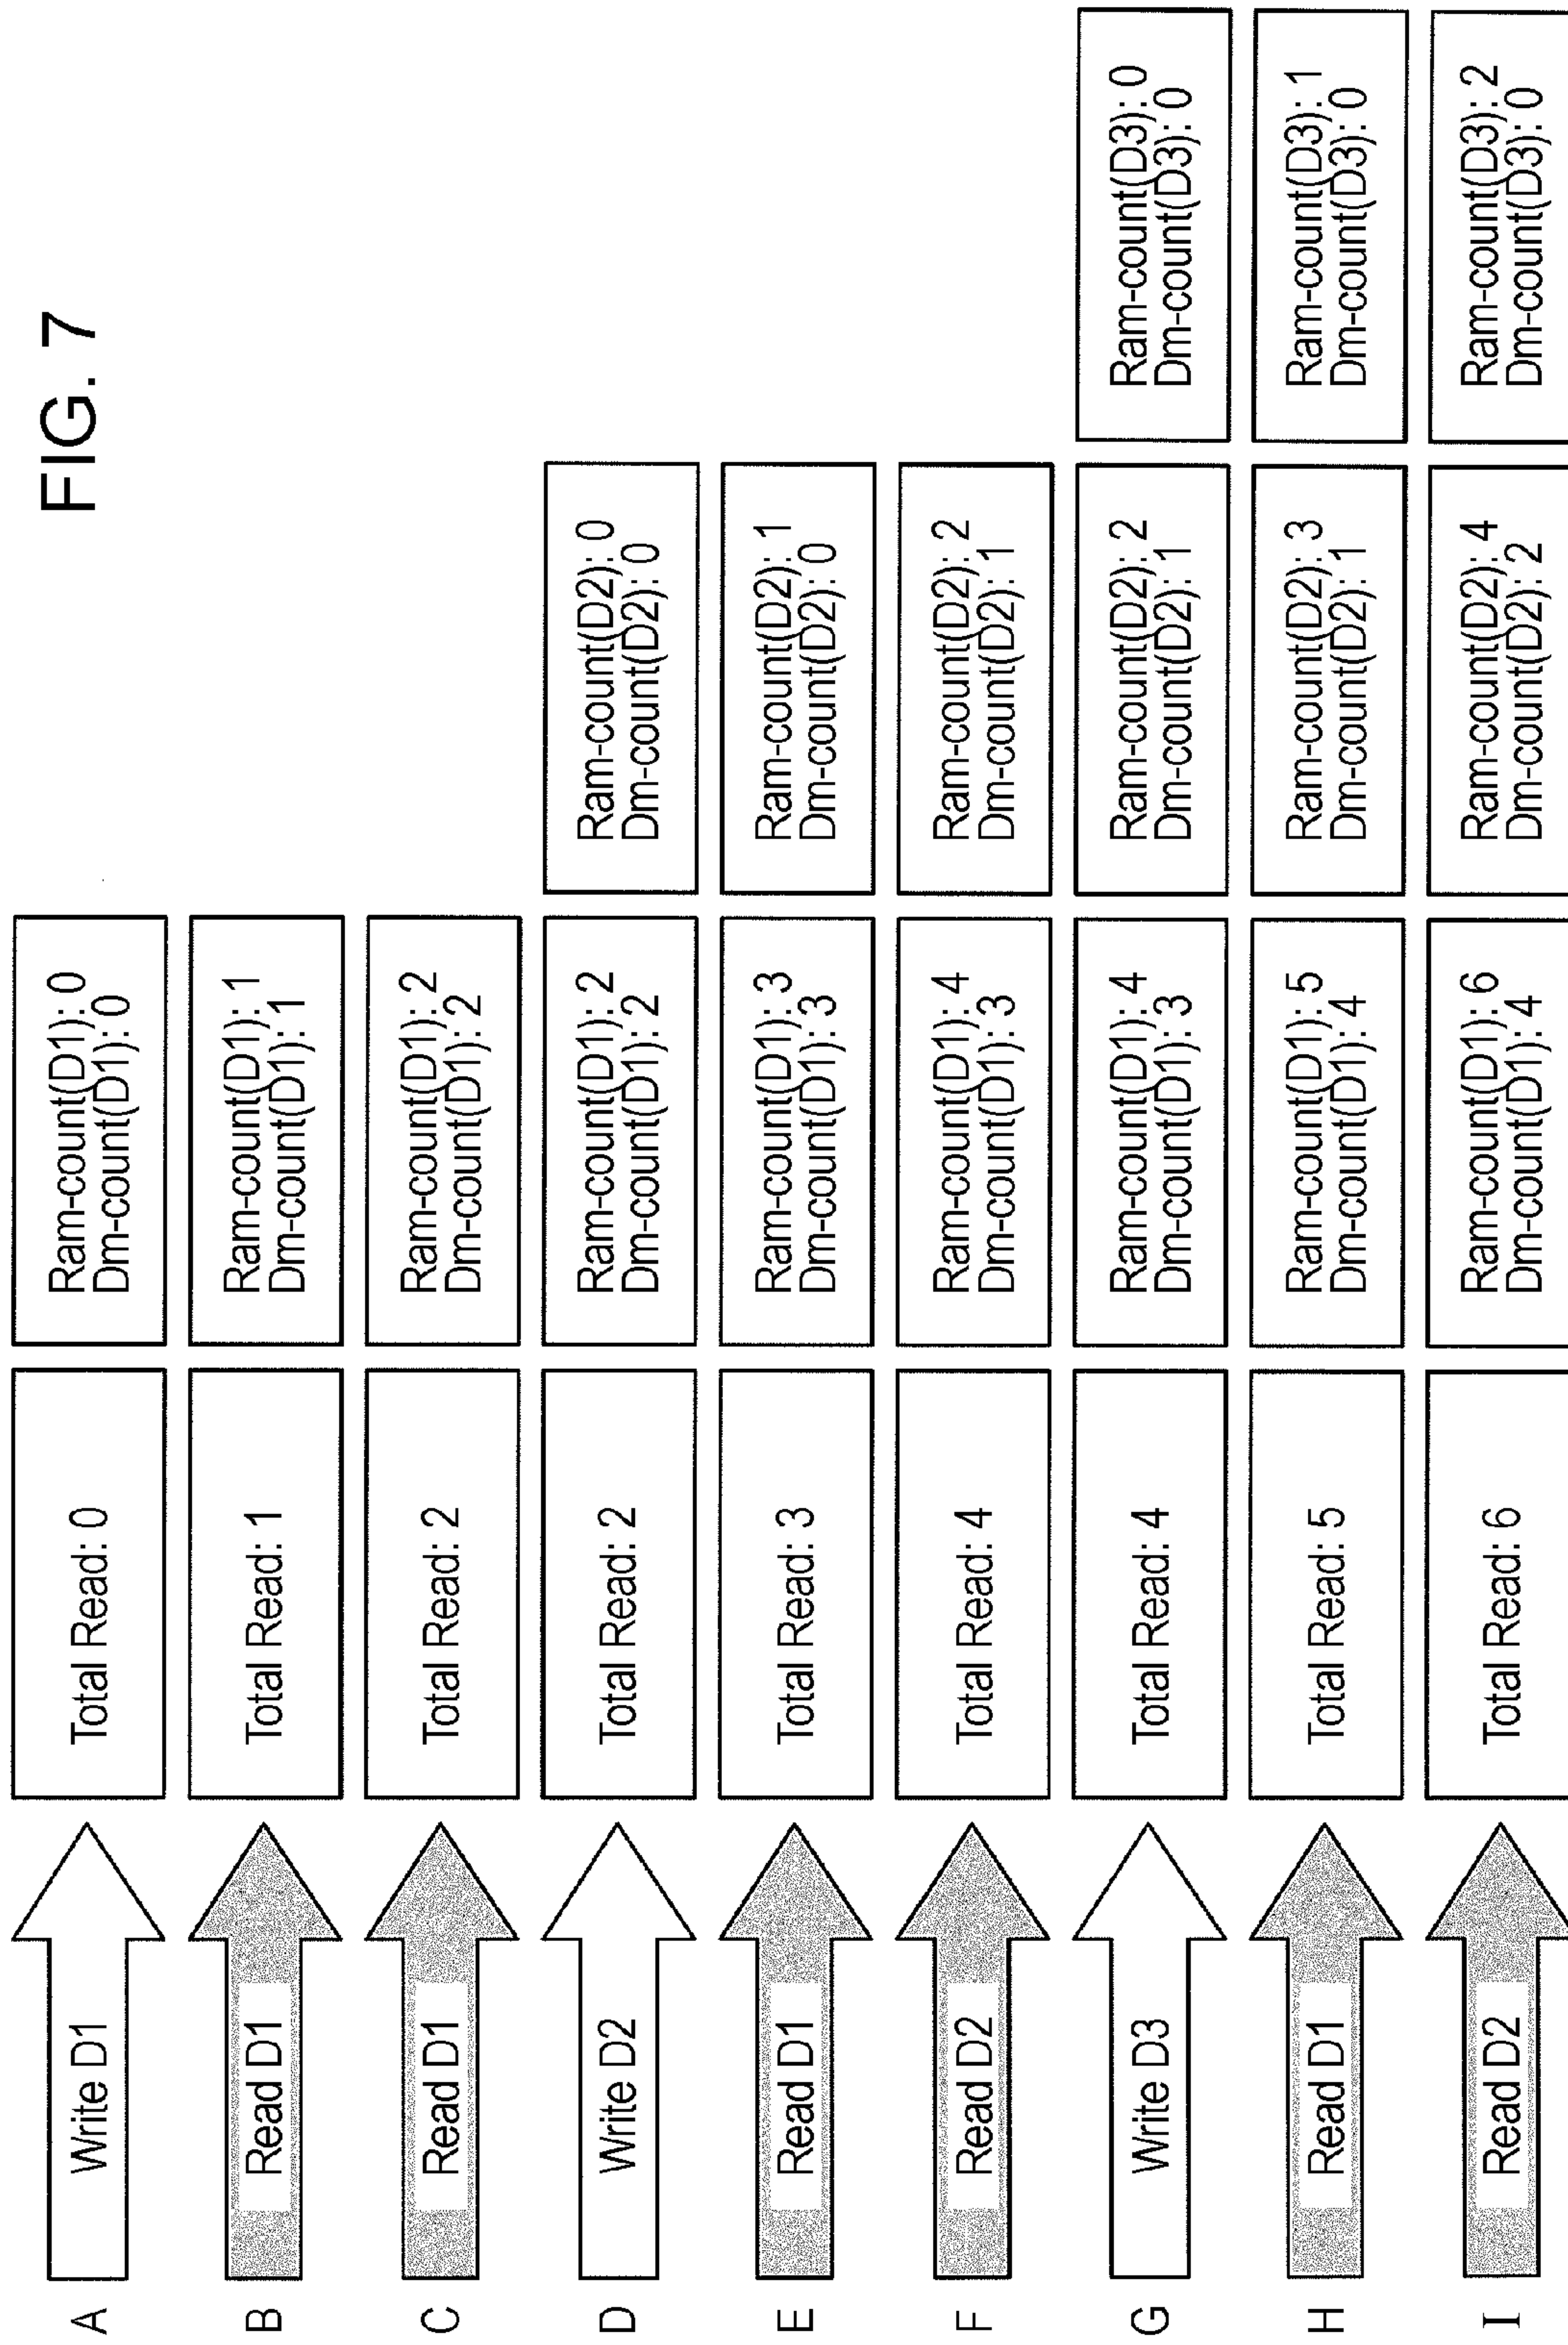 FIG. 7
A
Write D1
Total Read: 0
Ram-count(D1): 0
Dm-count(D1): 0
B
Read D1
Total Read: 1
Ram-count(D1): 1
Dm-count(D1): 1
C
Read D1
Total Read: 2
Ram-count(D1): 2
Dm-count(D1): 2
D
Write D2
Total Read: 2
Ram-count(D1): 2
Dm-count(D1): 2
Ram-count(D2): 0
Dm-count(D2): 0
E
Read D1
Total Read: 3
Ram-count(D1): 3
Dm-count(D1): 3
Ram-count(D2): 1
Dm-count(D2): 0
F
Read D2
Total Read: 4
Ram-count(D1): 4
Dm-count(D1): 3
Ram-count(D2): 2
Dm-count(D2): 1
G
Write D3
Total Read: 4
Ram-count(D1): 4
Dm-count(D1): 3
Ram-count(D2): 2
Dm-count(D2): 1
Ram-count(D3): 0
Dm-count(D3): 0
H
Read D1
Total Read: 5
Ram-count(D1): 5
Dm-count(D1): 4
Ram-count(D2): 3
Dm-count(D2): 1
Ram-count(D3): 1
Dm-count(D3): 0
I
Read D2
Total Read: 6
Ram-count(D1): 6
Dm-count(D1): 4
Ram-count(D2): 4
Dm-count(D2): 2
Ram-count(D3): 2
Dm-count(D3): 0